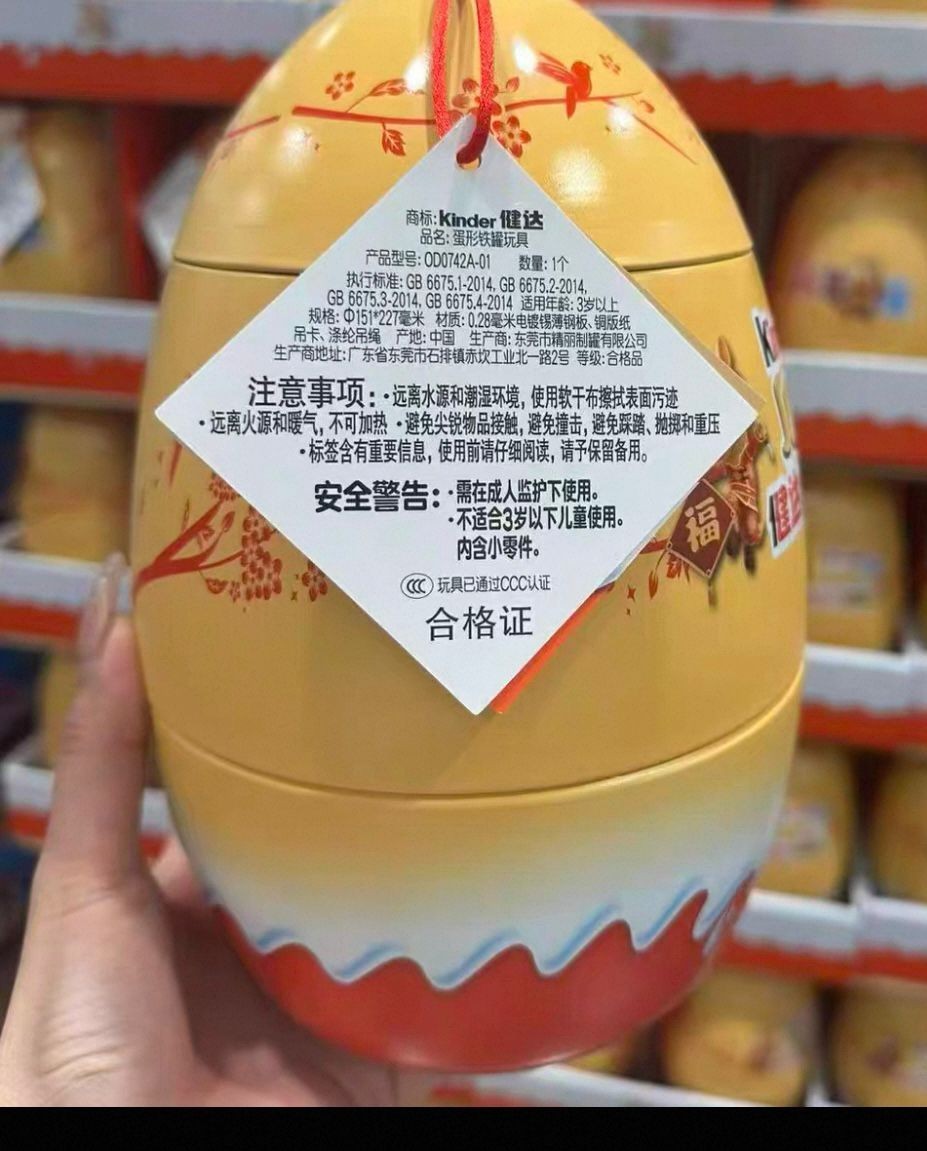 商标:Kinder 健达
品名: 蛋形铁罐玩具
产品型号: OD0742A-01 数量: 1个
执行标准: GB 6675.1-2014, GB 6675.2-2014,
GB 6675.3-2014, GB 6675.4-2014 适用年龄: 3岁以上
规格: Φ151*227毫米 材质: 0.28毫米电镀锡薄钢板、铜版纸
吊卡、涤纶吊绳 产地: 中国 生产商: 东莞市精丽制罐有限公司
生产商地址: 广东省东莞市石排镇赤坎工业北一路2号 等级: 合格品
注意事项: ·远离水源和潮湿环境, 使用软干布擦拭表面污迹
·远离火源和暖气, 不可加热 ·避免尖锐物品接触, 避免撞击, 避免踩踏、抛掷和重压
·标签含有重要信息, 使用前请仔细阅读, 请予保留备用。
安全警告: ·需在成人监护下使用。
·不适合3岁以下儿童使用。
内含小零件。
CCC 玩具已通过CCC认证
合格证
福
健达